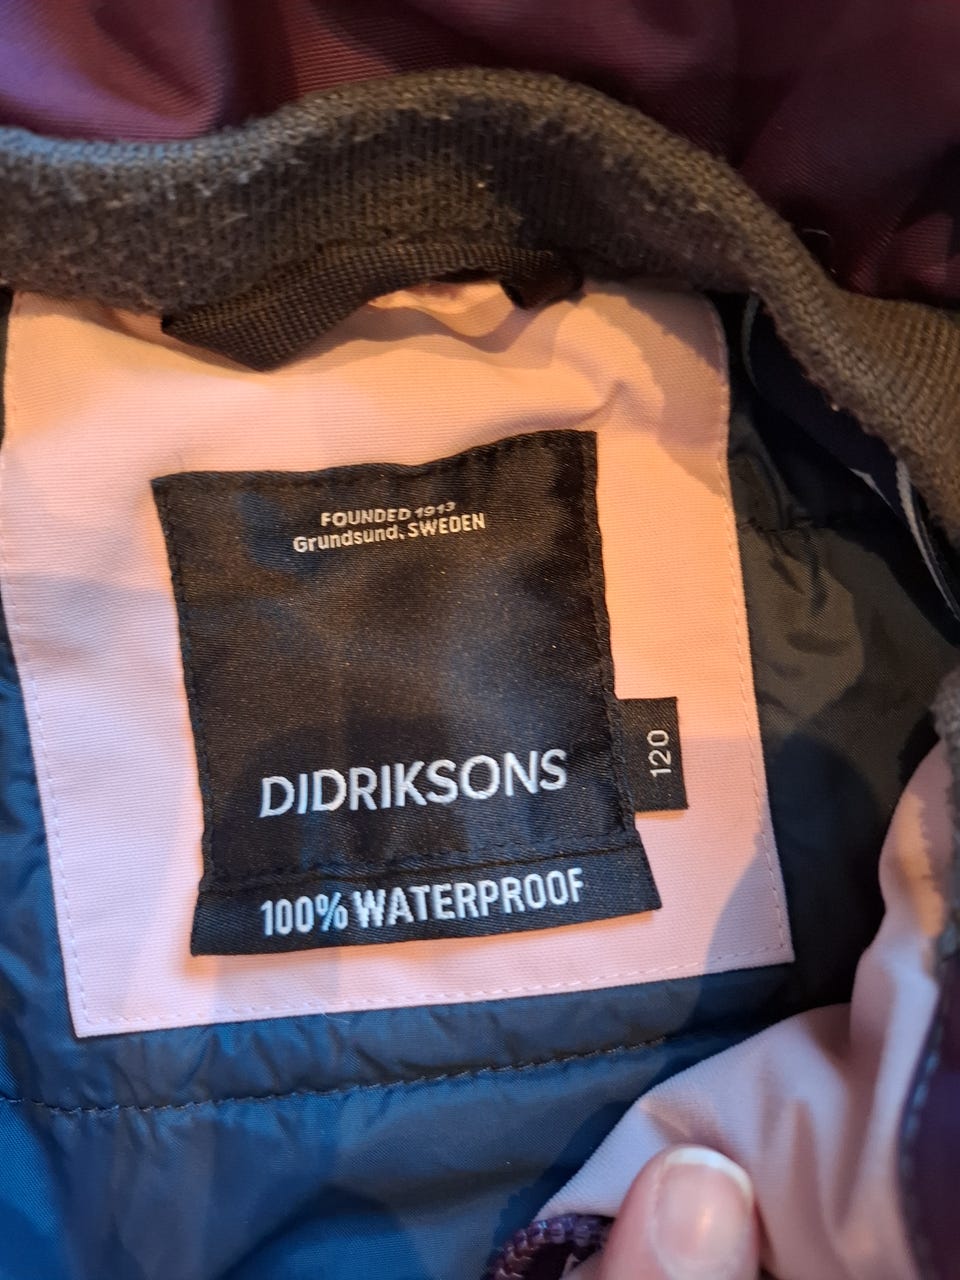 FOUNDED 1913
Grundsund, SWEDEN
DIDRIKSONS
120
100% WATERPROOF